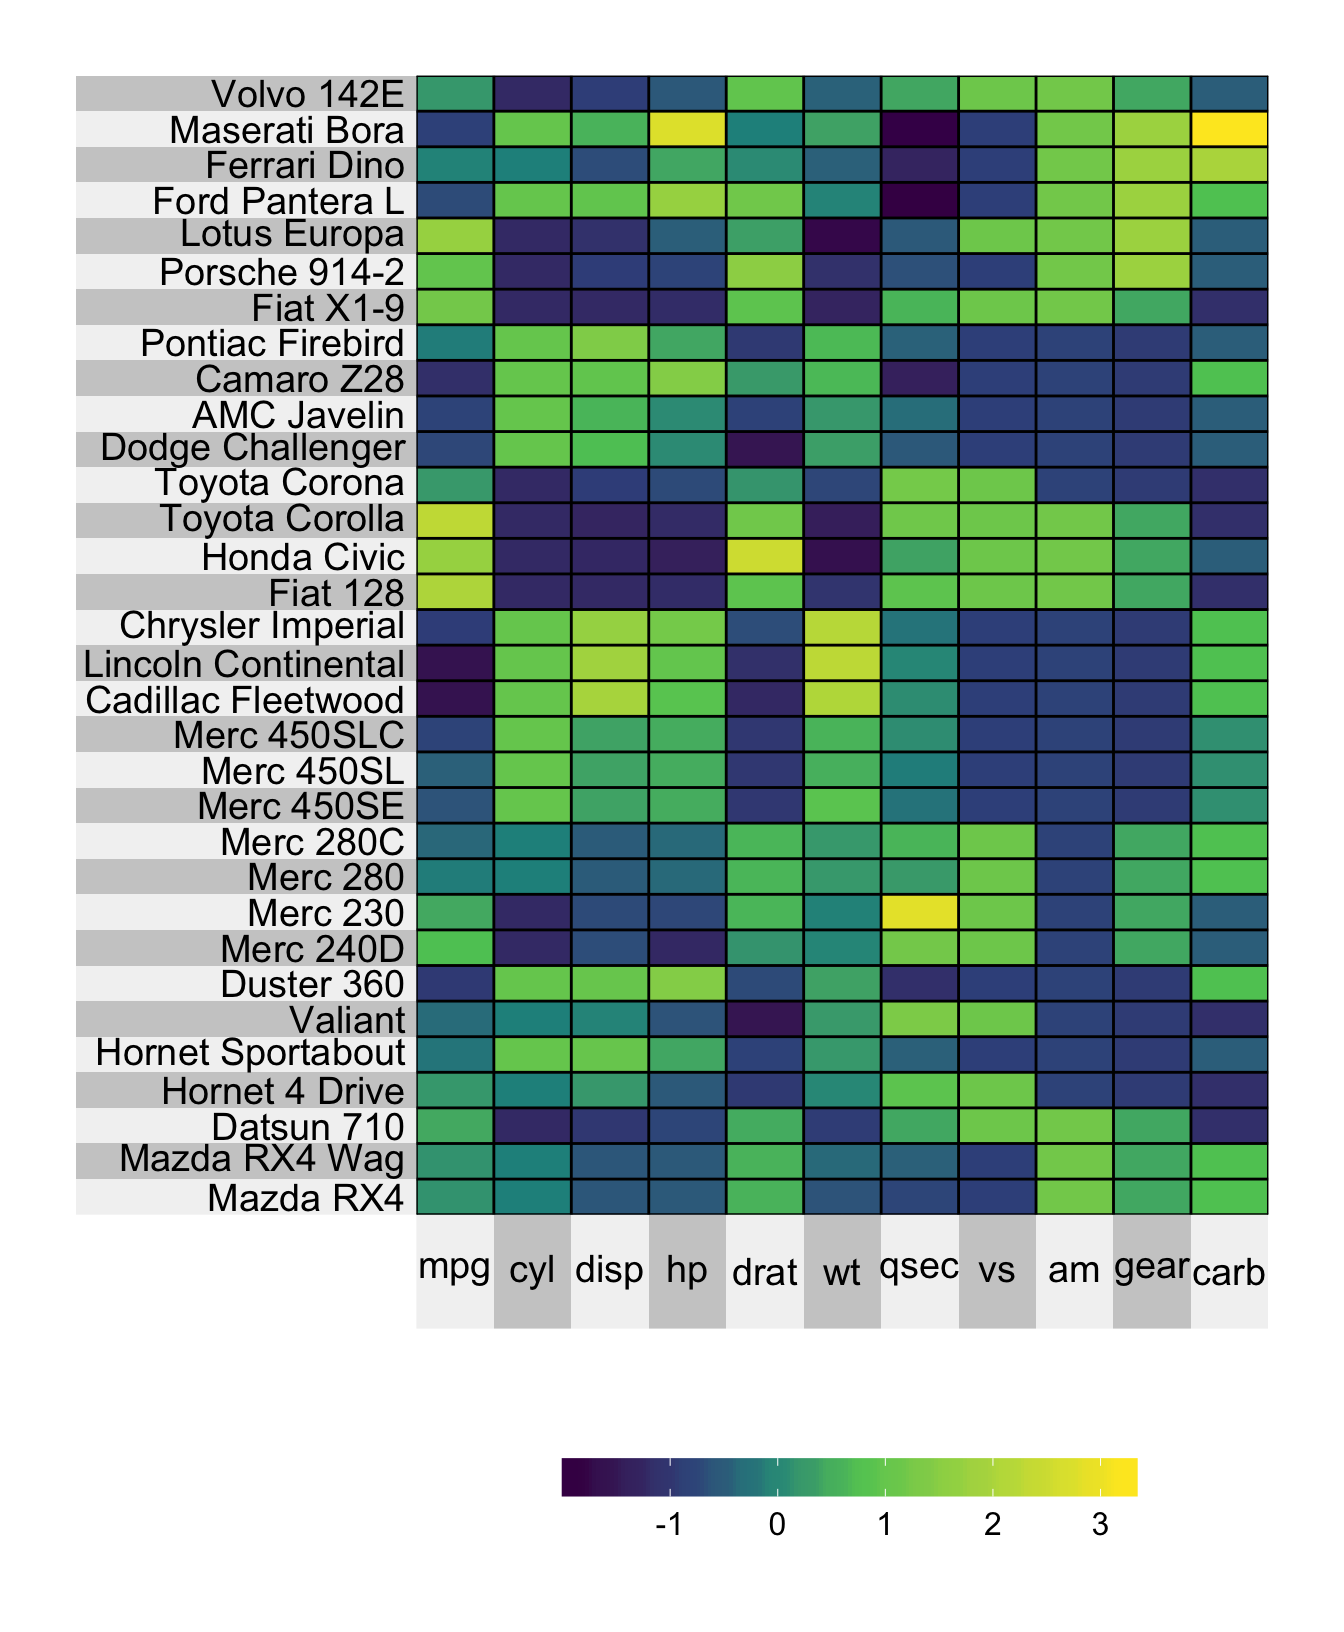 Volvo 142E
Maserati Bora
Ferrari Dino
Ford Pantera L
Lotus Europa
Porsche 914-2
Fiat X1-9
Pontiac Firebird
Camaro Z28
AMC Javelin
Dodge Challenger
Toyota Corona
Toyota Corolla
Honda Civic
Fiat 128
Chrysler Imperial
Lincoln Continental
Cadillac Fleetwood
Merc 450SLC
Merc 450SL
Merc 450SE
Merc 280C
Merc 280
Merc 230
Merc 240D
Duster 360
Valiant
Hornet Sportabout
Hornet 4 Drive
Datsun 710
Mazda RX4 Wag
Mazda RX4
mpg cyl disp hp drat wt qsec vs am gear carb
-1 0 1 2 3